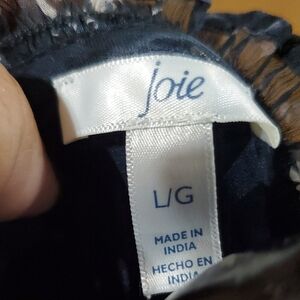 joie
L/G
MADE IN
INDIA
HECHO EN
INDIA